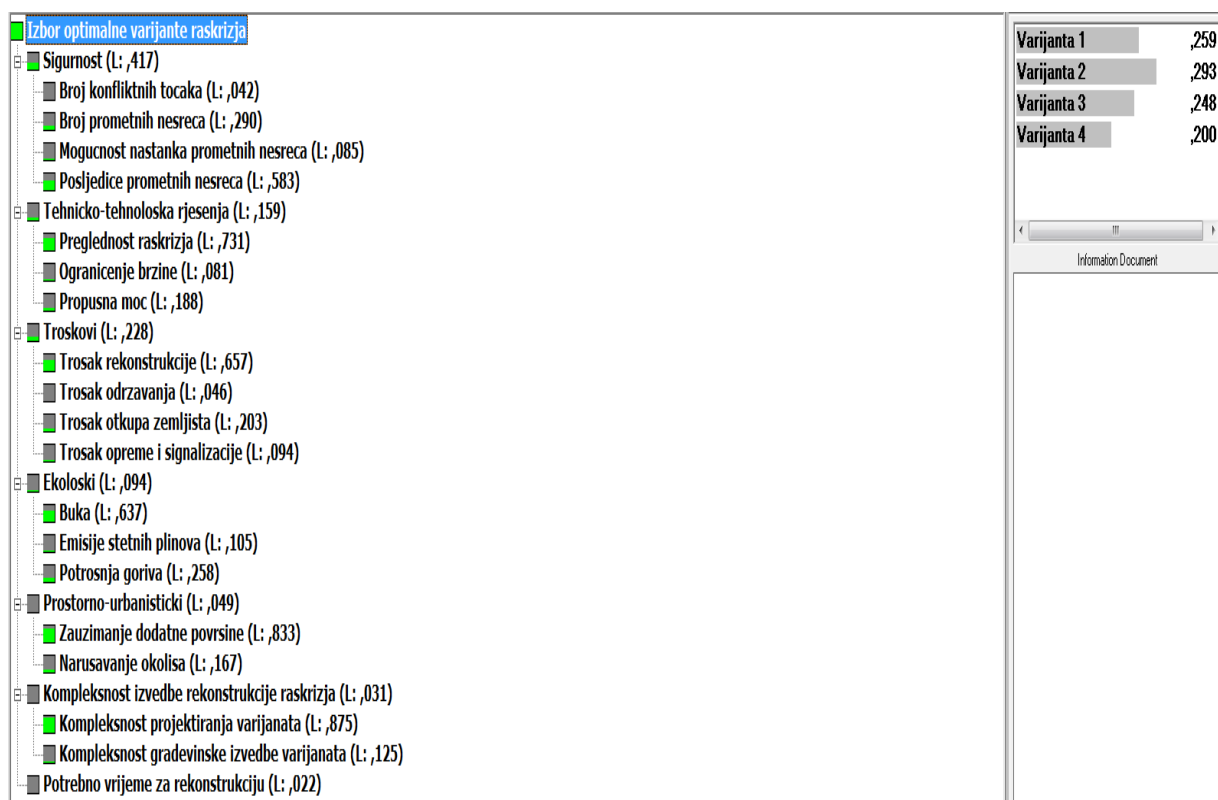 Izbor optimalne varijante raskrizja
Sigurnost (L: ,417)
Broj konfliktnih tocaka (L: ,042)
Broj prometnih nesreca (L: ,290)
Mogucnost nastanka prometnih nesreca (L: ,085)
Posljedice prometnih nesreca (L: ,583)
Tehnicko-tehnoloska rjesenja (L: ,159)
Preglednost raskrizja (L: ,731)
Ogranicenje brzine (L: ,081)
Propusna moc (L: ,188)
Troskovi (L: ,228)
Trosak rekonstrukcije (L: ,657)
Trosak odrzavanja (L: ,046)
Trosak otkupa zemljista (L: ,203)
Trosak opreme i signalizacije (L: ,094)
Ekoloski (L: ,094)
Buka (L: ,637)
Emisije stetnih plinova (L: ,105)
Potrosnja goriva (L: ,258)
Prostorno-urbanisticki (L: ,049)
Zauzimanje dodatne povrsine (L: ,833)
Narusavanje okolisa (L: ,167)
Kompleksnost izvedbe rekonstrukcije raskrizja (L: ,031)
Kompleksnost projektiranja varijanata (L: ,875)
Kompleksnost gradevinske izvedbe varijanata (L: ,125)
Potrebno vrijeme za rekonstrukciju (L: ,022)
Varijanta 1 ,259
Varijanta 2 ,293
Varijanta 3 ,248
Varijanta 4 ,200
Information Document